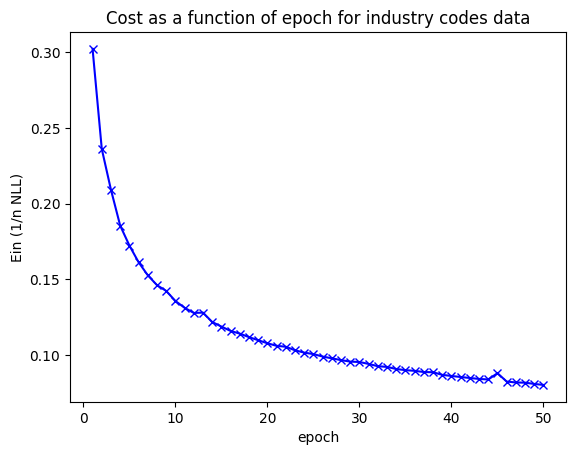 Cost as a function of epoch for industry codes data
Ein (1/n NLL)
0.30
0.25
0.20
0.15
0.10
0 10 20 30 40 50
epoch